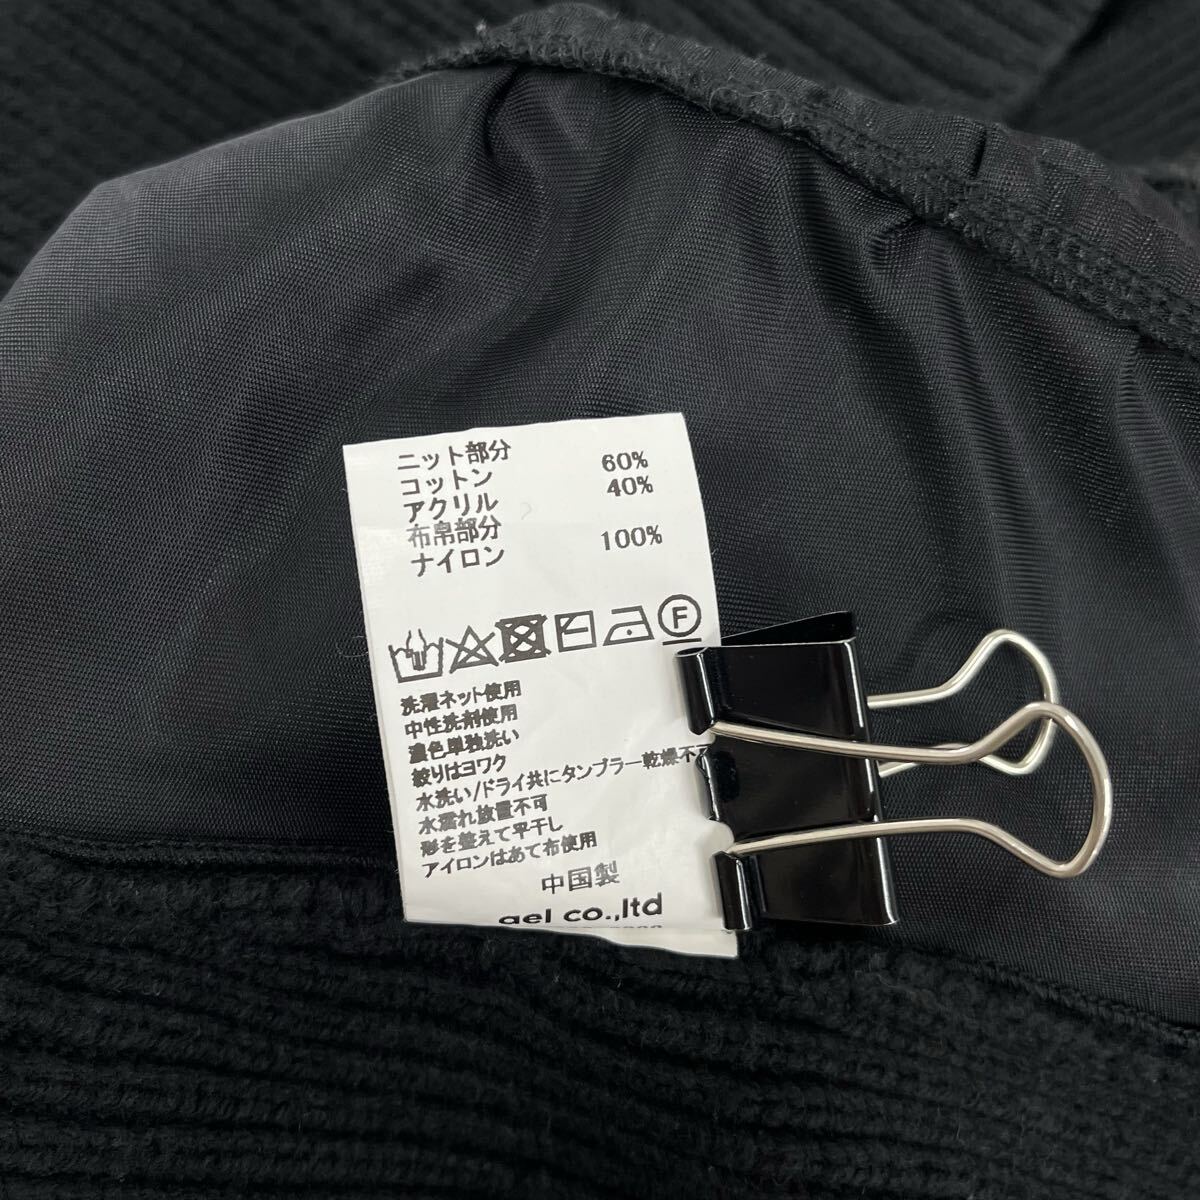 ニット部分
コットン 60%
アクリル 40%
布帛部分
ナイロン 100%
F
洗濯ネット使用
中性洗剤使用
濃色単独洗い
絞りはヨワク
水洗い/ドライ共にタンブラー乾燥不可
水濡れ放置不可
形を整えて平干し
アイロンはあて布使用
中国製
gel co.,ltd